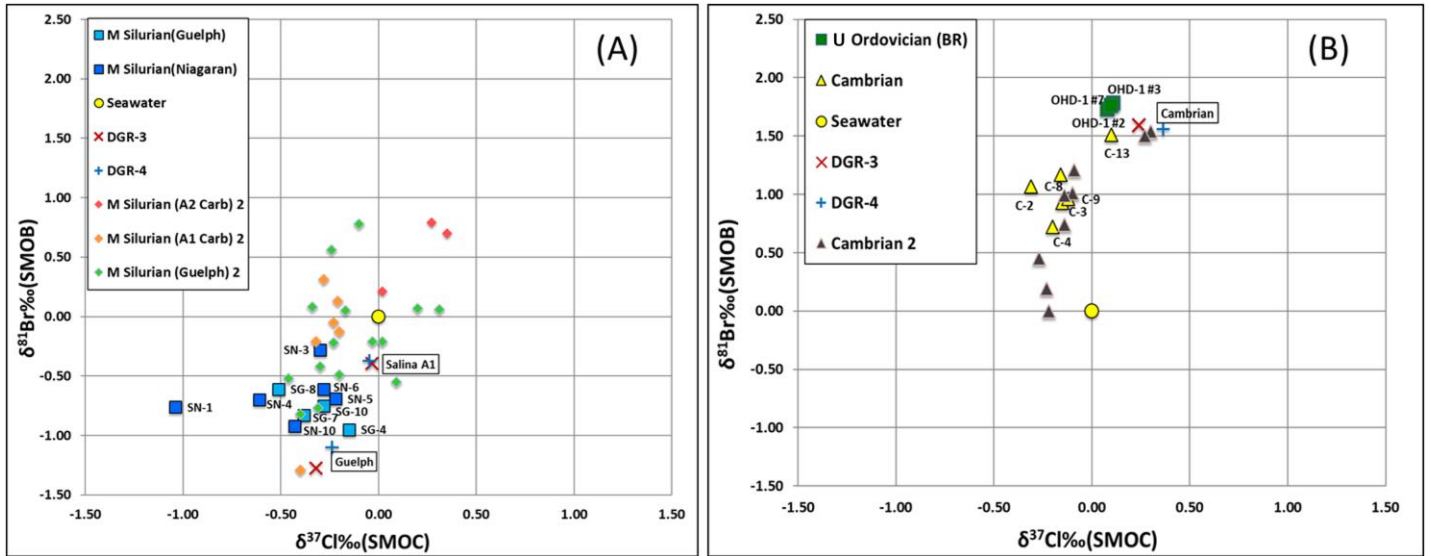 (A)
M Silurian(Guelph)
M Silurian(Niagaran)
Seawater
DGR-3
DGR-4
M Silurian (A2 Carb) 2
M Silurian (A1 Carb) 2
M Silurian (Guelph) 2
2.50
2.00
1.50
1.00
0.50
0.00
-0.50
-1.00
-1.50
δ⁸¹Br‰(SMOB)
SN-3
Salina A1
SG-8
SN-6
SN-1
SN-4
SN-5
SG-10
SG-7
SN-10
SG-4
Guelph
-1.50 -1.00 -0.50 0.00 0.50 1.00 1.50
δ³⁷Cl‰(SMOC)
(B)
U Ordovician (BR)
Cambrian
Seawater
DGR-3
DGR-4
Cambrian 2
2.50
2.00
1.50
1.00
0.50
0.00
-0.50
-1.00
-1.50
δ⁸¹Br‰(SMOB)
OHD-1 #3
OHD-1 #7
Cambrian
OHD-1 #2
C-13
C-8
C-9
C-2
C-3
C-4
-1.50 -1.00 -0.50 0.00 0.50 1.00 1.50
δ³⁷Cl‰(SMOC)